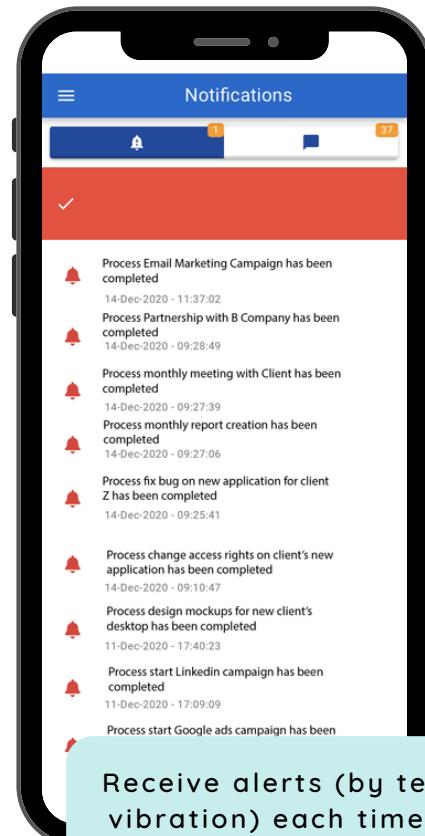 Notifications
1
37
Process Email Marketing Campaign has been
completed
14-Dec-2020 - 11:37:02
Process Partnership with B Company has been
completed
14-Dec-2020 - 09:28:49
Process monthly meeting with Client has been
completed
14-Dec-2020 - 09:27:39
Process monthly report creation has been
completed
14-Dec-2020 - 09:27:06
Process fix bug on new application for client
Z has been completed
14-Dec-2020 - 09:25:41
Process change access rights on client's new
application has been completed
14-Dec-2020 - 09:10:47
Process design mockups for new client's
desktop has been completed
11-Dec-2020 - 17:40:23
Process start Linkedin campaign has been
completed
11-Dec-2020 - 17:09:09
Process start Google ads campaign has been
Receive alerts (by te
vibration) each time